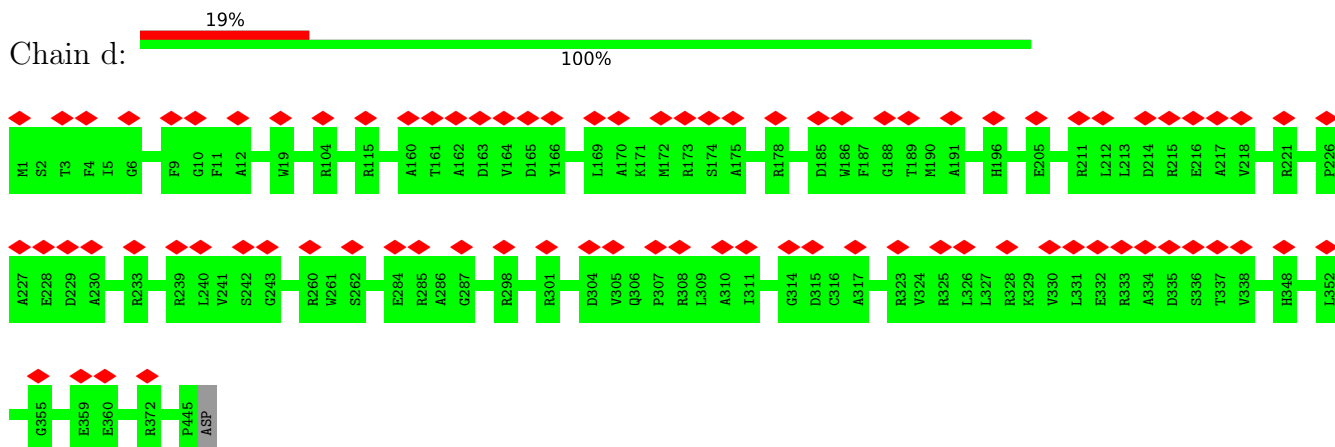 19%
Chain d:
100%
M1 S2 T3 F4 I5 G6 F9 G10 F11 A12 W19 R104 R115 A160 T161 A162 D163 V164 D165 Y166 L169 A170 K171 M172 R173 S174 A175 R178 D185 W186 F187 G188 T189 M190 A191 H196 E205 R211 L212 L213 D214 R215 E216 A217 V218 R221 P226
A227 E228 D229 A230 R233 R239 L240 V241 S242 G243 R260 W261 S262 E284 R285 A286 G287 R298 R301 D304 V305 Q306 P307 R308 L309 A310 I311 G314 D315 C316 A317 R323 V324 R325 L326 L327 R328 K329 V330 L331 E332 R333 A334 D335 S336 T337 V338 H348 L352
G355 E359 E360 R372 P445 ASP